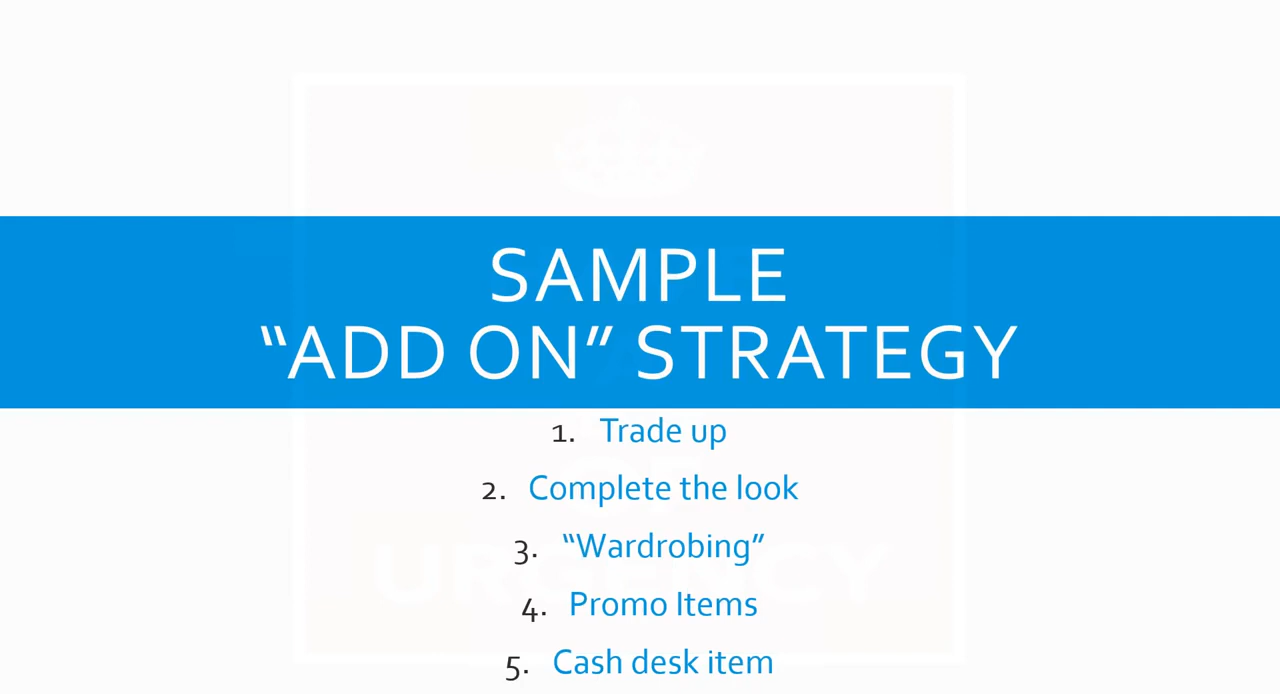 SAMPLE
“ADD ON” STRATEGY
1. Trade up
2. Complete the look
3. “Wardrobing”
4. Promo Items
5. Cash desk item
URGENCY